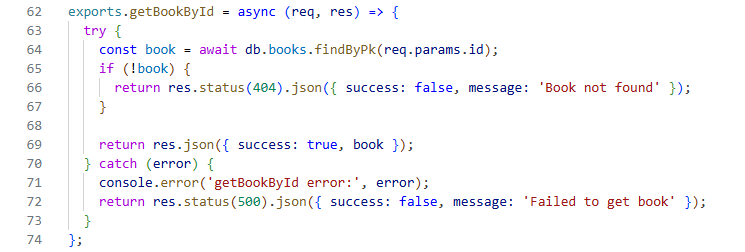 62 exports.getBookById = async (req, res) => {
63   try {
64     const book = await db.books.findByPk(req.params.id);
65     if (!book) {
66       return res.status(404).json({ success: false, message: 'Book not found' });
67     }
68
69     return res.json({ success: true, book });
70   } catch (error) {
71     console.error('getBookById error:', error);
72     return res.status(500).json({ success: false, message: 'Failed to get book' });
73   }
74 };